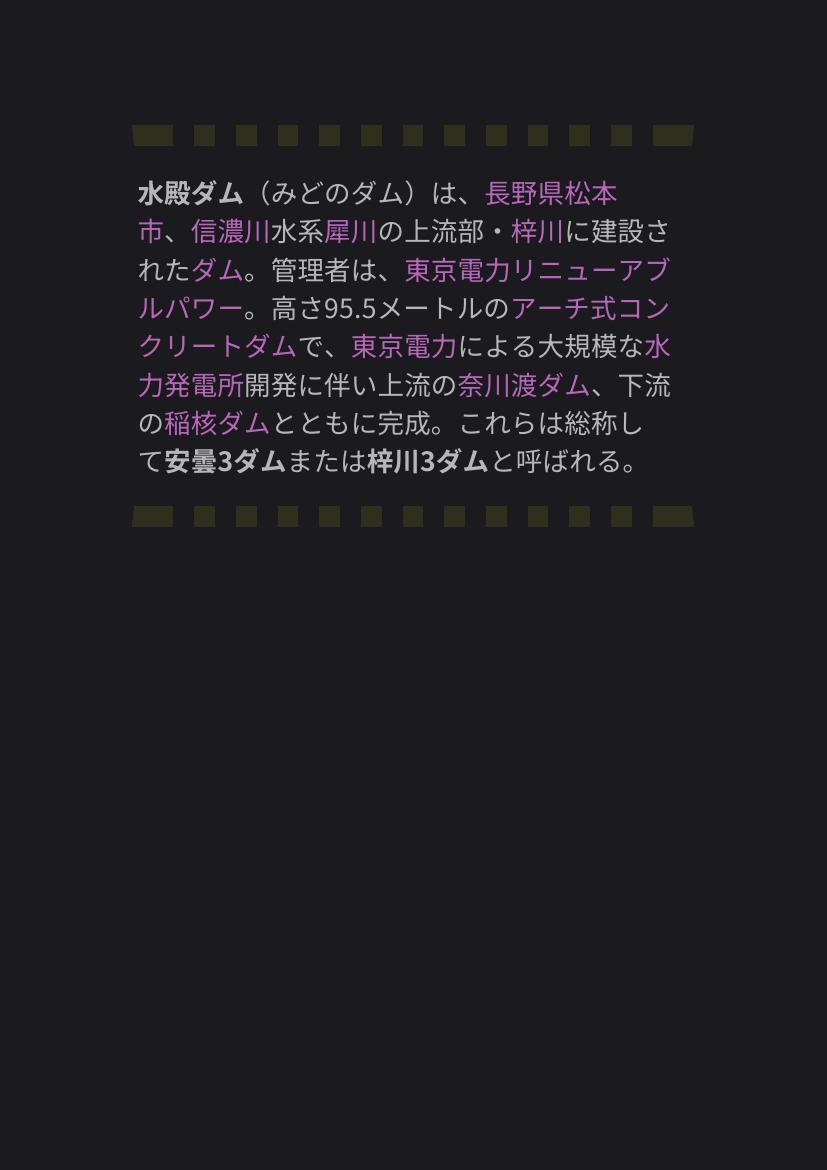 水殿ダム（みどのダム）は、長野県松本
市、信濃川水系犀川の上流部・梓川に建設さ
れたダム。管理者は、東京電力リニューアブ
ルパワー。高さ95.5メートルのアーチ式コン
クリートダムで、東京電力による大規模な水
力発電所開発に伴い上流の奈川渡ダム、下流
の稲核ダムとともに完成。これらは総称し
て安曇3ダムまたは梓川3ダムと呼ばれる。